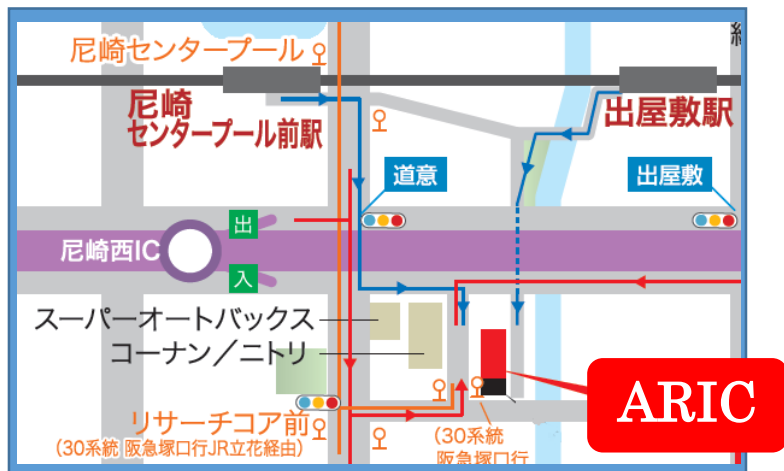 尼崎センタープール
尼崎
センタープール前駅
出屋敷駅
道意
出屋敷
尼崎西IC
出
入
スーパーオートバックス
コーナン／ニトリ
ARIC
リサーチコア前
(30系統 阪急塚口行JR立花経由)
(30系統
阪急塚口行